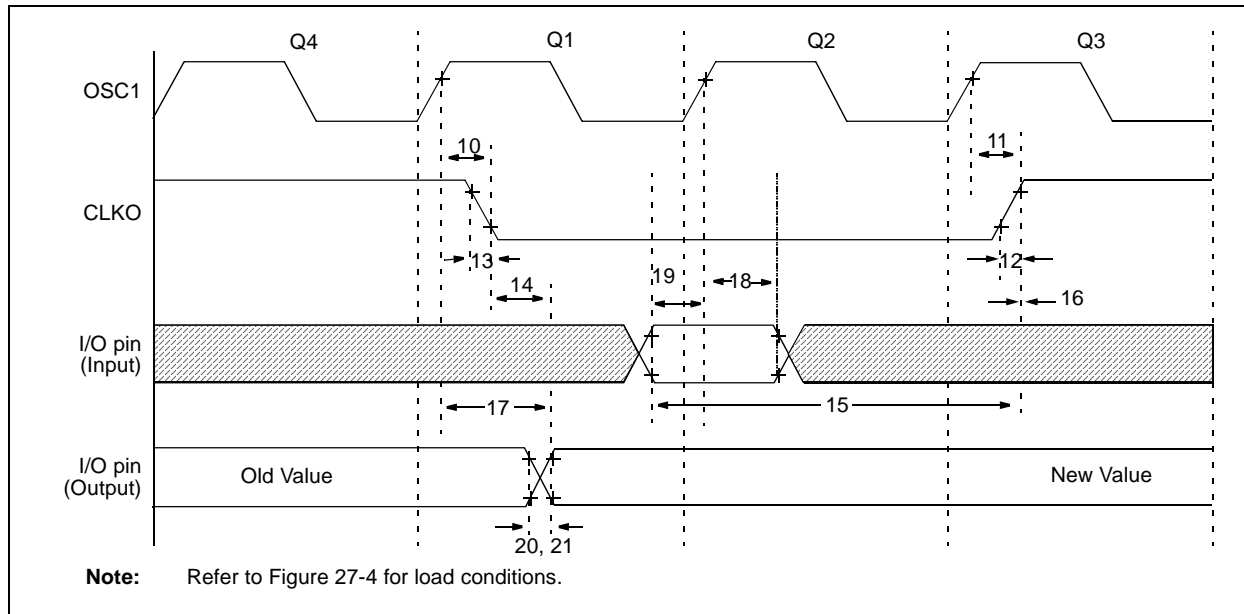 Q4 Q1 Q2 Q3
OSC1
10 11
CLKO
13 12
14 19 18 16
I/O pin
(Input)
17 15
I/O pin
(Output)
Old Value New Value
20, 21
Note: Refer to Figure 27-4 for load conditions.